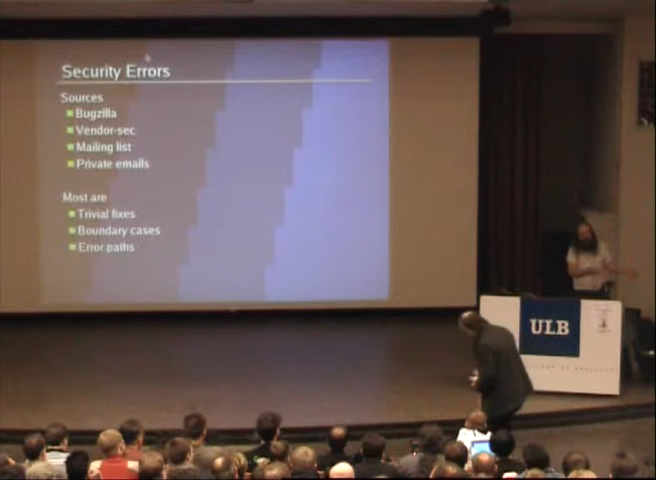 Security Errors
Sources
Bugzilla
Vendor-sec
Mailing list
Private emails
Most are
Trivial fixes
Boundary cases
Error paths
ULB